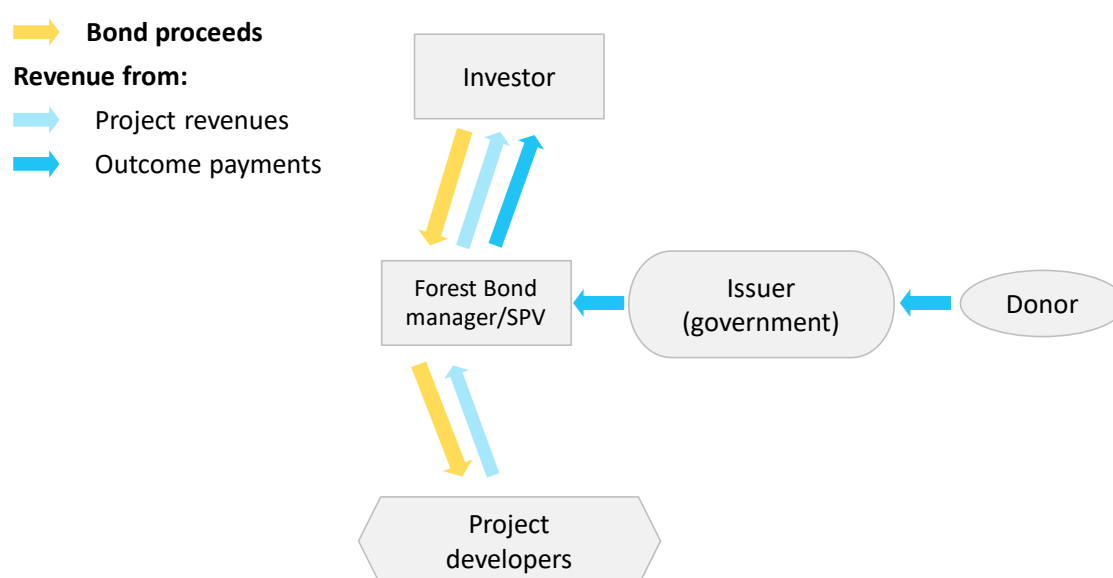 Bond proceeds
Revenue from:
Project revenues
Outcome payments
Investor
Forest Bond
manager/SPV
Issuer
(government)
Donor
Project
developers